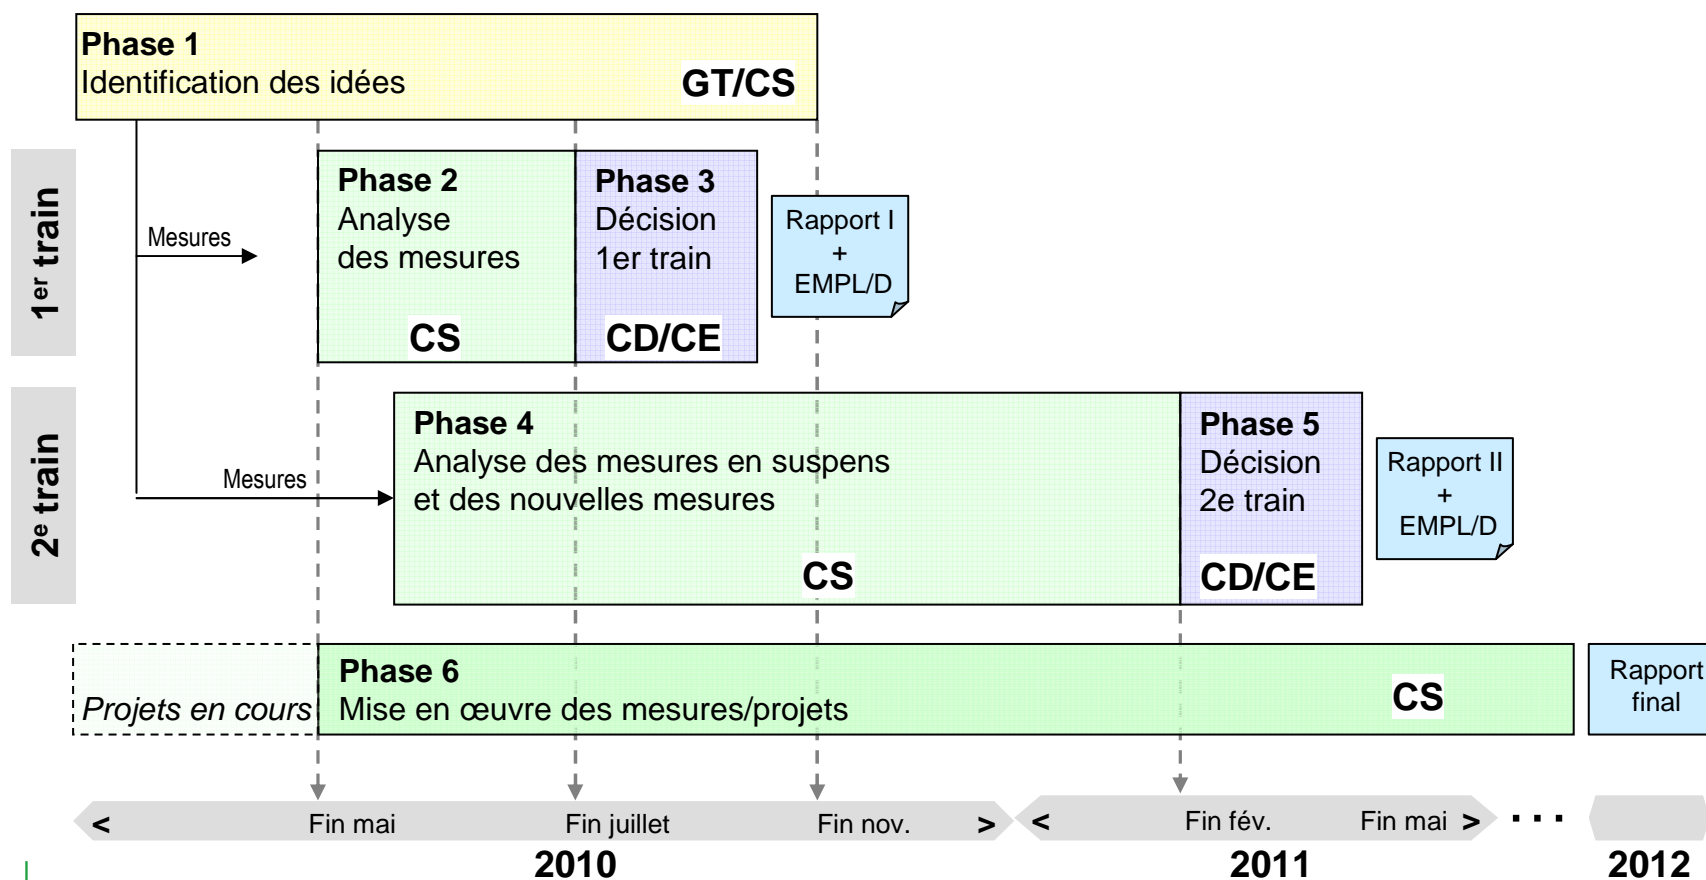 Phase 1
Identification des idées
GT/CS
1er train
Mesures
Phase 2
Analyse
des mesures
CS
Phase 3
Décision
1er train
CD/CE
Rapport I
+
EMPL/D
2e train
Mesures
Phase 4
Analyse des mesures en suspens
et des nouvelles mesures
CS
Phase 5
Décision
2e train
CD/CE
Rapport II
+
EMPL/D
Projets en cours
Phase 6
Mise en œuvre des mesures/projets
CS
Rapport
final
< Fin mai Fin juillet Fin nov. > < Fin fév. Fin mai > ...
2010 2011 2012